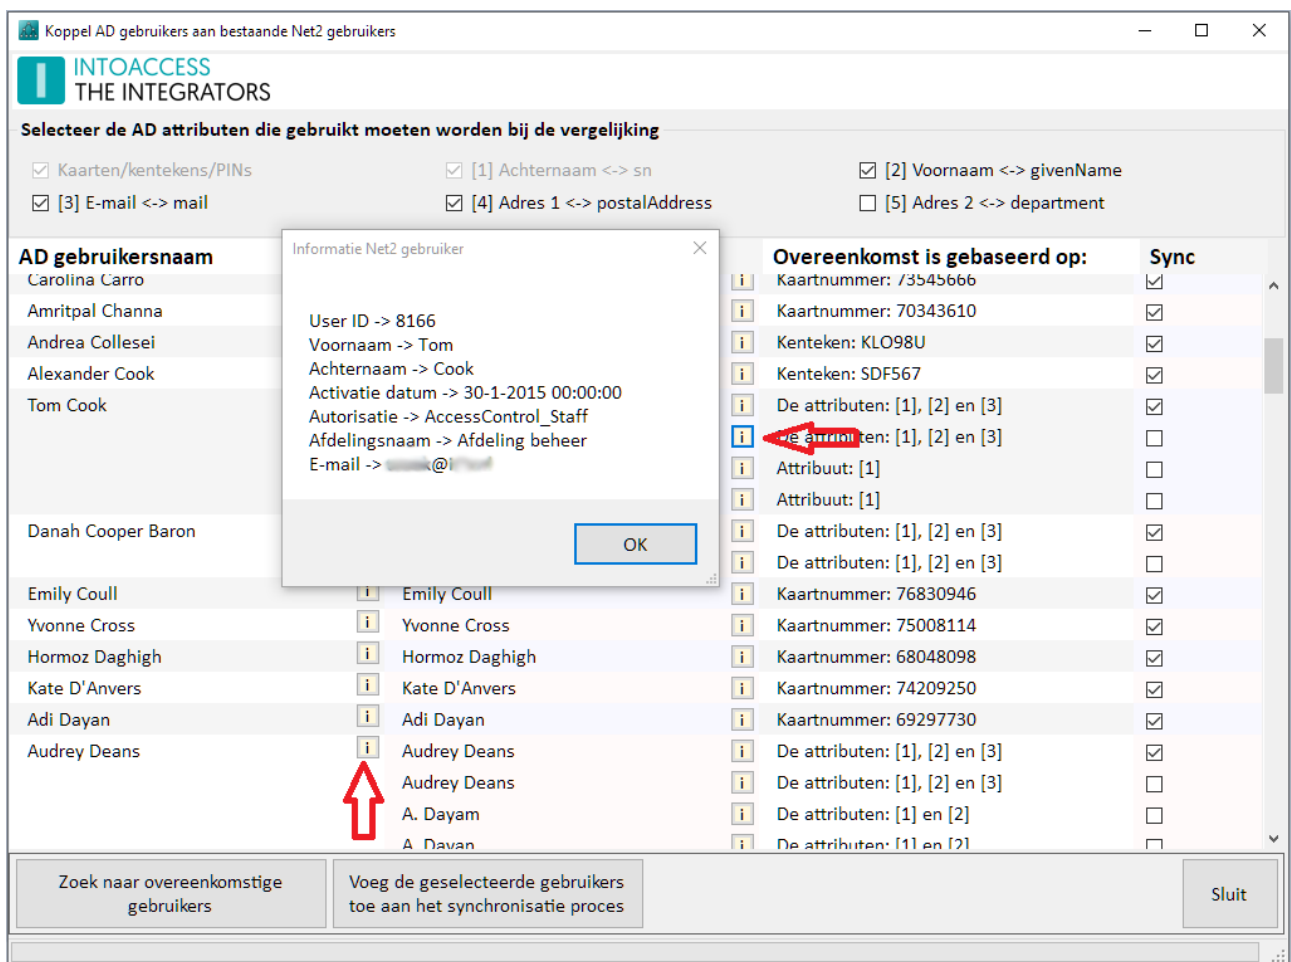 Koppel AD gebruikers aan bestaande Net2 gebruikers
INTOACCESS
THE INTEGRATORS
Selecteer de AD attributen die gebruikt moeten worden bij de vergelijking
Kaarten/kentekens/PINs
[1] Achternaam <-> sn
[2] Voornaam <-> givenName
[3] E-mail <-> mail
[4] Adres 1 <-> postalAddress
[5] Adres 2 <-> department
AD gebruikersnaam
Overeenkomst is gebaseerd op:
Sync
Informatie Net2 gebruiker
User ID -> 8166
Voornaam -> Tom
Achternaam -> Cook
Activatie datum -> 30-1-2015 00:00:00
Autorisatie -> AccessControl_Staff
Afdelingsnaam -> Afdeling beheer
E-mail -> @
OK
Carolina Carro i Kaartnummer: 73545666
Amritpal Channa i Kaartnummer: 70343610
Andrea Collesei i Kenteken: KLO98U
Alexander Cook i Kenteken: SDF567
Tom Cook i De attributen: [1], [2] en [3]
i De attributen: [1], [2] en [3]
i Attribuut: [1]
i Attribuut: [1]
Danah Cooper Baron i De attributen: [1], [2] en [3]
i De attributen: [1], [2] en [3]
Emily Coull i Emily Coull i Kaartnummer: 76830946
Yvonne Cross i Yvonne Cross i Kaartnummer: 75008114
Hormoz Daghigh i Hormoz Daghigh i Kaartnummer: 68048098
Kate D'Anvers i Kate D'Anvers i Kaartnummer: 74209250
Adi Dayan i Adi Dayan i Kaartnummer: 69297730
Audrey Deans i Audrey Deans i De attributen: [1], [2] en [3]
Audrey Deans i De attributen: [1], [2] en [3]
A. Dayam i De attributen: [1] en [2]
A. Dayan i De attributen: [1] en [2]
Zoek naar overeenkomstige
gebruikers
Voeg de geselecteerde gebruikers
toe aan het synchronisatie proces
Sluit